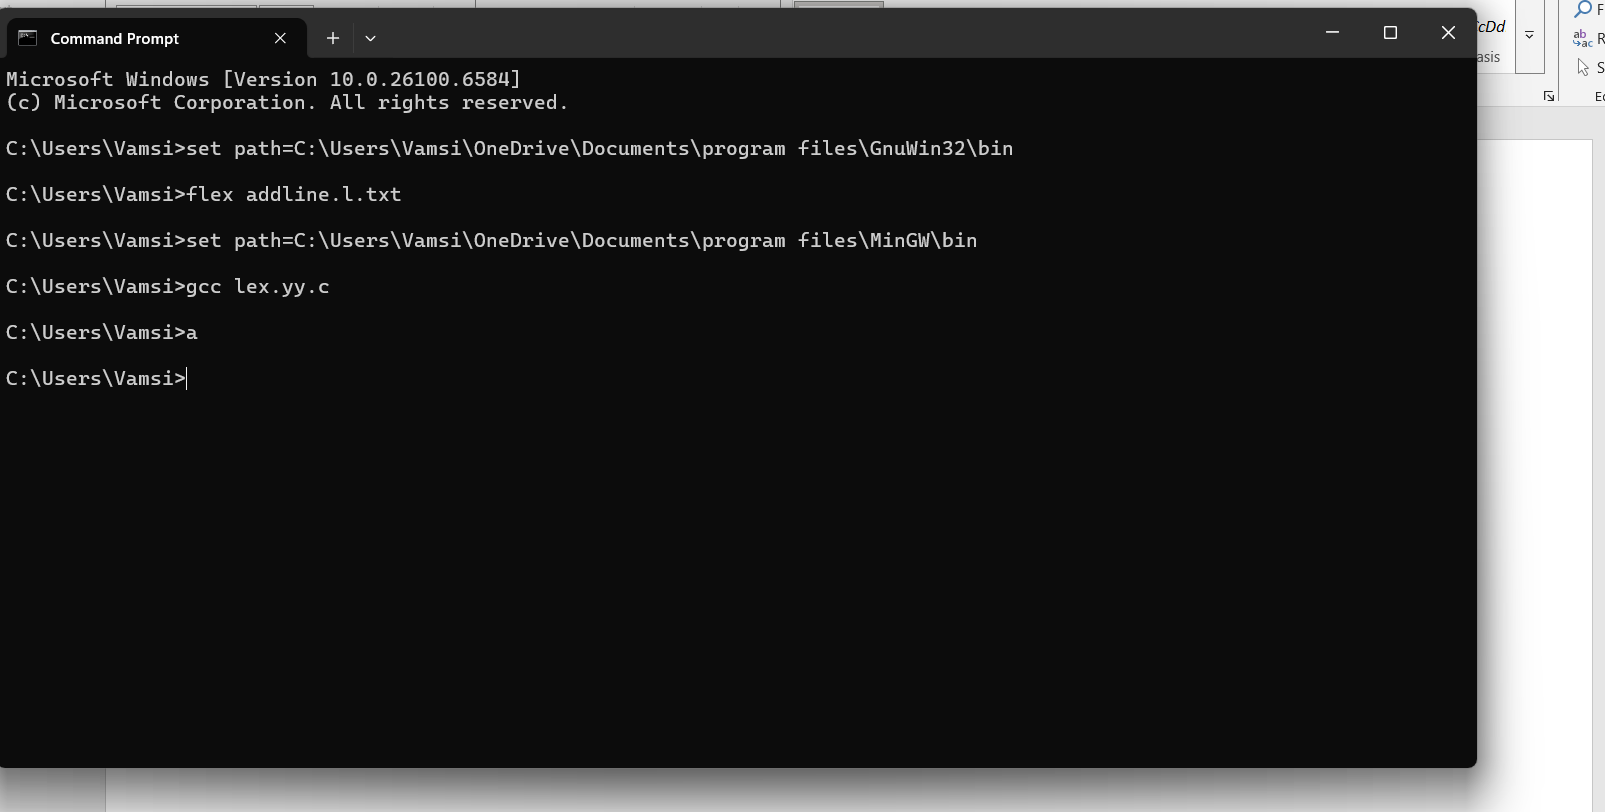 Command Prompt
Microsoft Windows [Version 10.0.26100.6584]
(c) Microsoft Corporation. All rights reserved.
C:\Users\Vamsi>set path=C:\Users\Vamsi\OneDrive\Documents\program files\GnuWin32\bin
C:\Users\Vamsi>flex addline.l.txt
C:\Users\Vamsi>set path=C:\Users\Vamsi\OneDrive\Documents\program files\MinGW\bin
C:\Users\Vamsi>gcc lex.yy.c
C:\Users\Vamsi>a
C:\Users\Vamsi>